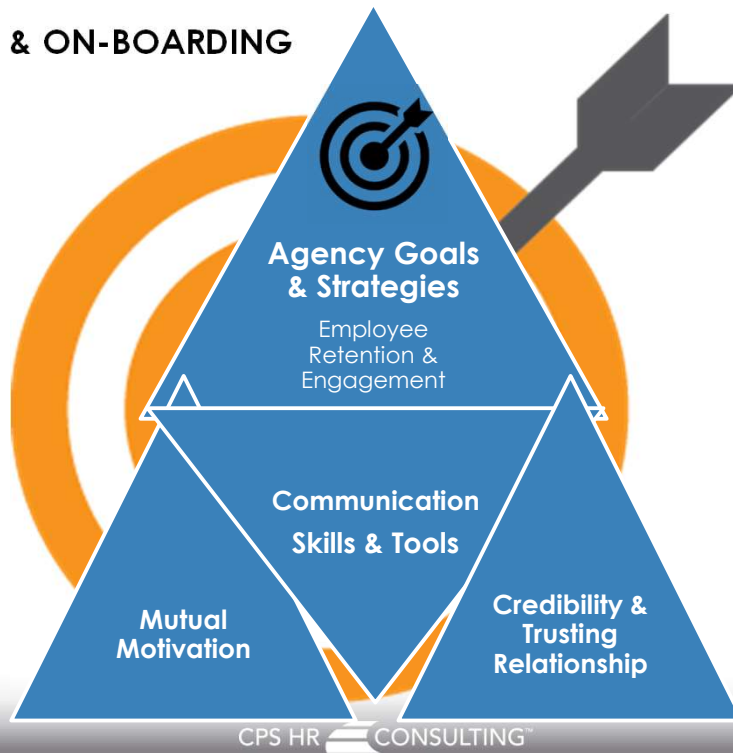 & ON-BOARDING
Agency Goals
& Strategies
Employee
Retention &
Engagement
Communication
Skills & Tools
Mutual
Motivation
Credibility &
Trusting
Relationship
CPS HR CONSULTING™